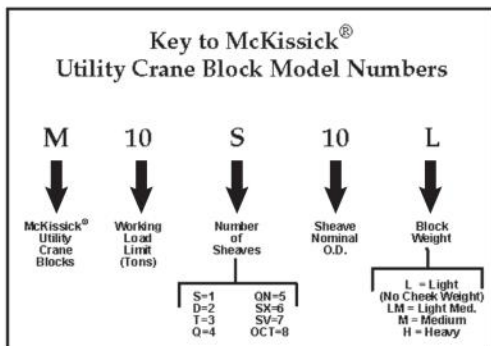 Key to McKissick®
Utility Crane Block Model Numbers
M 10 S 10 L
McKissick®
Utility
Crane
Blocks
Working
Load
Limit
(Tons)
Number
of
Sheaves
S=1 QN=5
D=2 SX=6
T=3 SV=7
Q=4 OCT=8
Sheave
Nominal
O.D.
Block
Weight
L = Light
(No Cheek Weight)
LM = Light Med.
M = Medium
H = Heavy